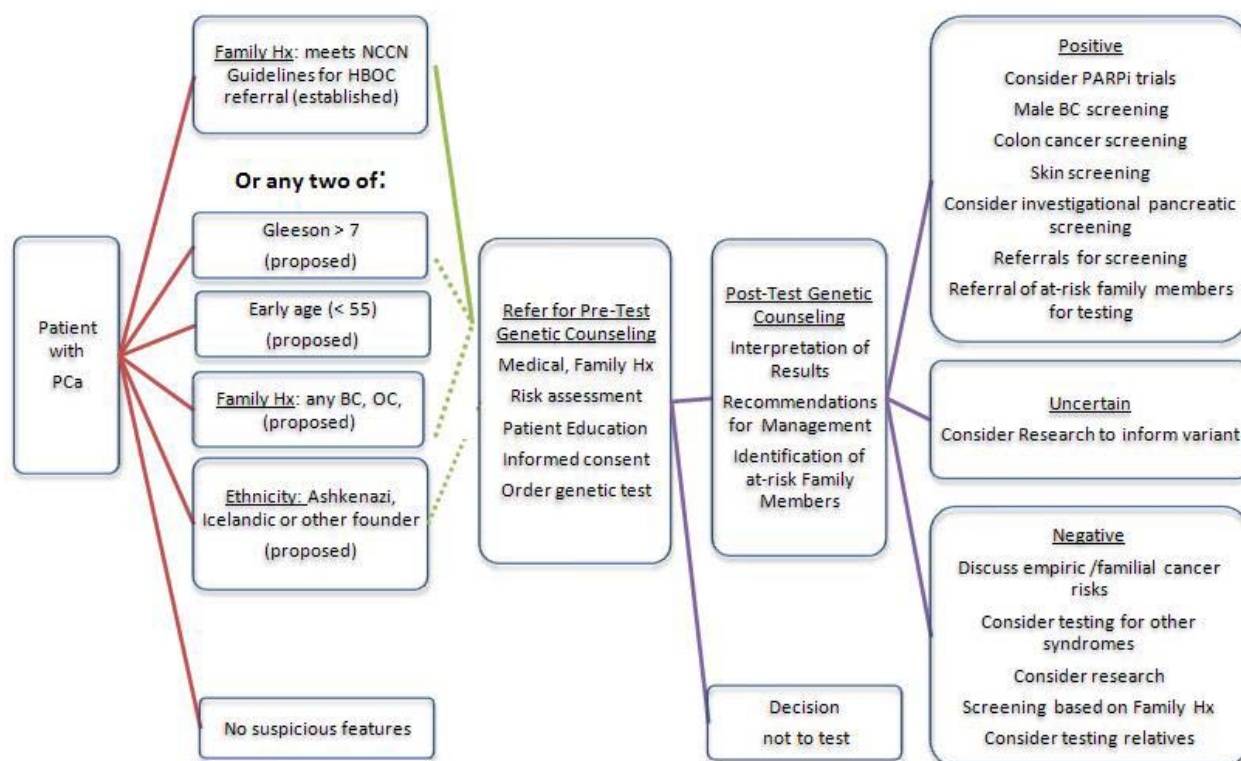 Family Hx: meets NCCN
Guidelines for HBOC
referral (established)
Or any two of:
Gleeson > 7
(proposed)
Early age (< 55)
(proposed)
Family Hx: any BC, OC,
(proposed)
Ethnicity: Ashkenazi,
Icelandic or other founder
(proposed)
No suspicious features
Patient
with
PCa
Refer for Pre-Test
Genetic Counseling
Medical, Family Hx
Risk assessment
Patient Education
Informed consent
Order genetic test
Post-Test Genetic
Counseling
Interpretation of
Results
Recommendations
for Management
Identification of
at-risk Family
Members
Decision
not to test
Positive
Consider PARPi trials
Male BC screening
Colon cancer screening
Skin screening
Consider investigational pancreatic
screening
Referrals for screening
Referral of at-risk family members
for testing
Uncertain
Consider Research to inform variant
Negative
Discuss empiric /familial cancer
risks
Consider testing for other
syndromes
Consider research
Screening based on Family Hx
Consider testing relatives